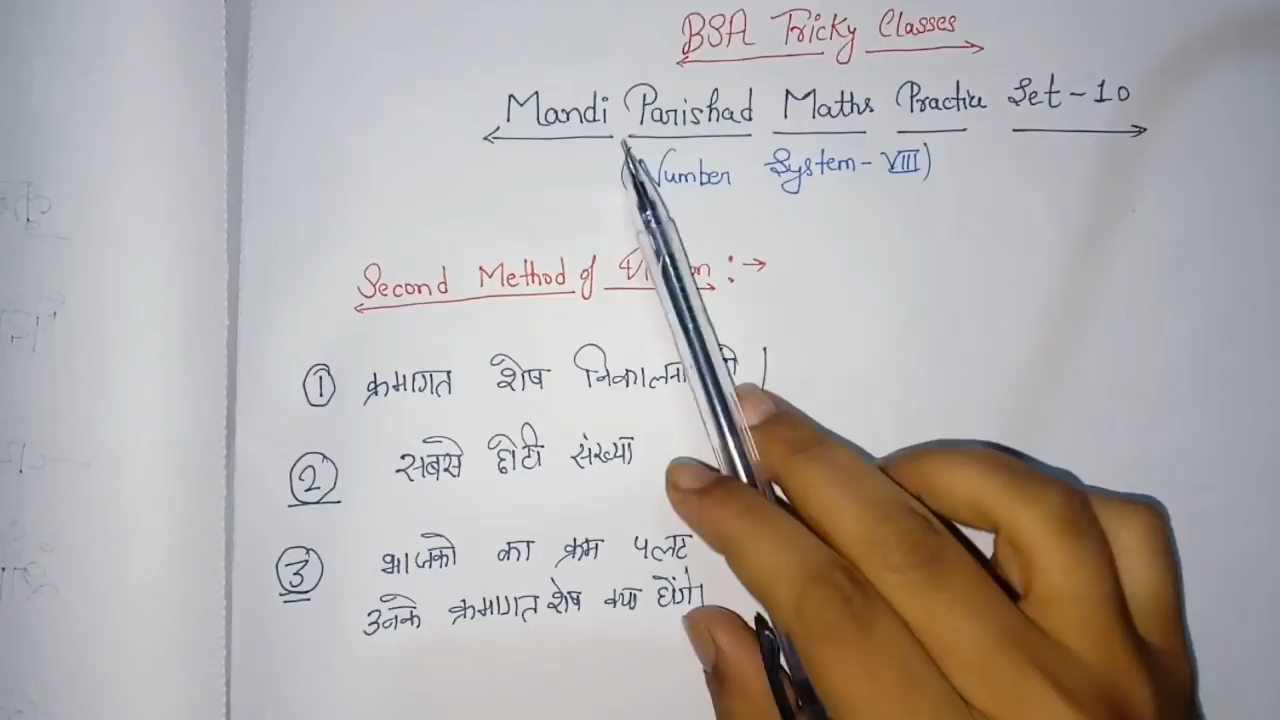 BSA Tricky Classes
Mandi Parishad Maths Practice Set-10
(Number System-VIII)
Second Method of :→
① क्रमागत शेष
② सबसे छोटी संख्या
③ भाजको का क्रम पलट
उनके क्रमागत शेष क्या होंगे।